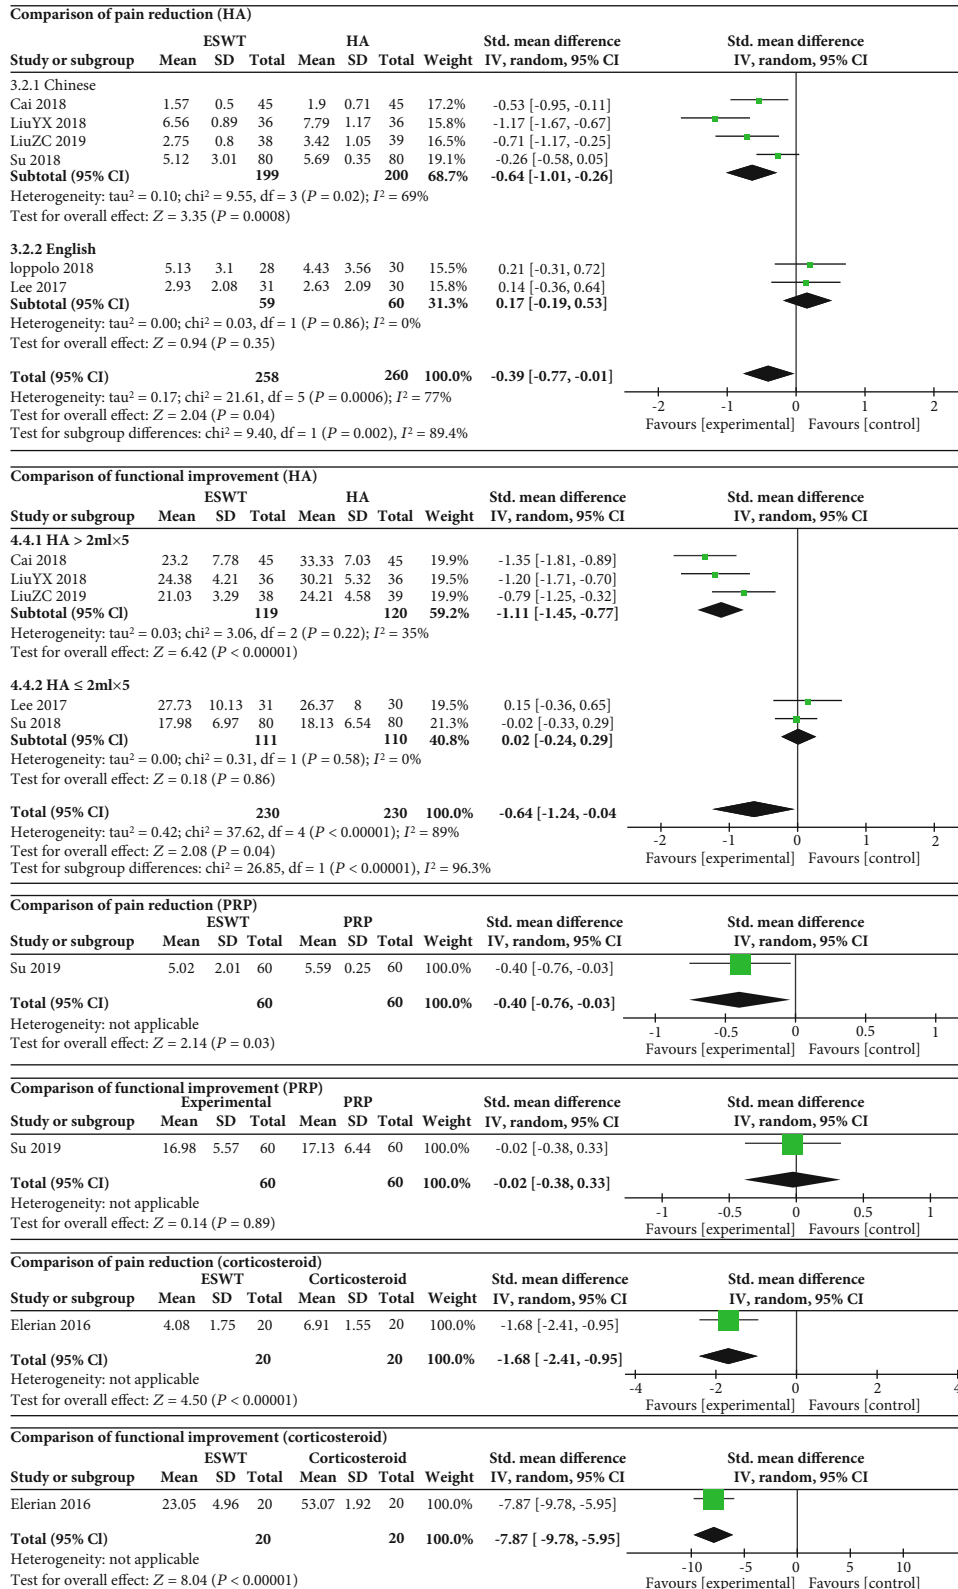 Comparison of pain reduction (HA)
ESWT HA Std. mean difference Std. mean difference
Study or subgroup Mean SD Total Mean SD Total Weight IV, random, 95% CI IV, random, 95% CI
3.2.1 Chinese
Cai 2018 1.57 0.5 45 1.9 0.71 45 17.2% -0.53 [-0.95, -0.11]
LiuYX 2018 6.56 0.89 36 7.79 1.17 36 15.8% -1.17 [-1.67, -0.67]
LiuZC 2019 2.75 0.8 38 3.42 1.05 39 16.5% -0.71 [-1.17, -0.25]
Su 2018 5.12 3.01 80 5.69 0.35 80 19.1% -0.26 [-0.58, 0.05]
Subtotal (95% CI) 199 200 68.7% -0.64 [-1.01, -0.26]
Heterogeneity: tau² = 0.10; chi² = 9.55, df = 3 (P = 0.02); I² = 69%
Test for overall effect: Z = 3.35 (P = 0.0008)
3.2.2 English
loppolo 2018 5.13 3.1 28 4.43 3.56 30 15.5% 0.21 [-0.31, 0.72]
Lee 2017 2.93 2.08 31 2.63 2.09 30 15.8% 0.14 [-0.36, 0.64]
Subtotal (95% CI) 59 60 31.3% 0.17 [-0.19, 0.53]
Heterogeneity: tau² = 0.00; chi² = 0.03, df = 1 (P = 0.86); I² = 0%
Test for overall effect: Z = 0.94 (P = 0.35)
Total (95% CI) 258 260 100.0% -0.39 [-0.77, -0.01]
Heterogeneity: tau² = 0.17; chi² = 21.61, df = 5 (P = 0.0006); I² = 77%
-2 -1 0 1 2
Test for overall effect: Z = 2.04 (P = 0.04)
Favours [experimental] Favours [control]
Test for subgroup differences: chi² = 9.40, df = 1 (P = 0.002), I² = 89.4%
Comparison of functional improvement (HA)
ESWT HA Std. mean difference Std. mean difference
Study or subgroup Mean SD Total Mean SD Total Weight IV, random, 95% CI IV, random, 95% CI
4.4.1 HA > 2ml×5
Cai 2018 23.2 7.78 45 33.33 7.03 45 19.9% -1.35 [-1.81, -0.89]
LiuYX 2018 24.38 4.21 36 30.21 5.32 36 19.5% -1.20 [-1.71, -0.70]
LiuZC 2019 21.03 3.29 38 24.21 4.58 39 19.9% -0.79 [-1.25, -0.32]
Subtotal (95% Cl) 119 120 59.2% -1.11 [-1.45, -0.77]
Heterogeneity: tau² = 0.03; chi² = 3.06, df = 2 (P = 0.22); I² = 35%
Test for overall effect: Z = 6.42 (P < 0.00001)
4.4.2 HA ≤ 2ml×5
Lee 2017 27.73 10.13 31 26.37 8 30 19.5% 0.15 [-0.36, 0.65]
Su 2018 17.98 6.97 80 18.13 6.54 80 21.3% -0.02 [-0.33, 0.29]
Subtotal (95% Cl) 111 110 40.8% 0.02 [-0.24, 0.29]
Heterogeneity: tau² = 0.00; chi² = 0.31, df = 1 (P = 0.58); I² = 0%
Test for overall effect: Z = 0.18 (P = 0.86)
Total (95% CI) 230 230 100.0% -0.64 [-1.24, -0.04
Heterogeneity: tau² = 0.42; chi² = 37.62, df = 4 (P < 0.00001); I² = 89%
-2 -1 0 1 2
Test for overall effect: Z = 2.08 (P = 0.04)
Favours [experimental] Favours [control]
Test for subgroup differences: chi² = 26.85, df = 1 (P < 0.00001), I² = 96.3%
Comparison of pain reduction (PRP)
ESWT PRP Std. mean difference Std. mean difference
Study or subgroup Mean SD Total Mean SD Total Weight IV, random, 95% CI IV, random, 95% CI
Su 2019 5.02 2.01 60 5.59 0.25 60 100.0% -0.40 [-0.76, -0.03]
Total (95% CI) 60 60 100.0% -0.40 [-0.76, -0.03]
Heterogeneity: not applicable
-1 -0.5 0 0.5 1
Test for overall effect: Z = 2.14 (P = 0.03)
Favours [experimental] Favours [control]
Comparison of functional improvement (PRP)
Experimental PRP Std. mean difference Std. mean difference
Study or subgroup Mean SD Total Mean SD Total Weight IV, random, 95% CI IV, random, 95% CI
Su 2019 16.98 5.57 60 17.13 6.44 60 100.0% -0.02 [-0.38, 0.33]
Total (95% CI) 60 60 100.0% -0.02 [-0.38, 0.33]
Heterogeneity: not applicable
-1 -0.5 0 0.5 1
Test for overall effect: Z = 0.14 (P = 0.89)
Favours [experimental] Favours [control]
Comparison of pain reduction (corticosteroid)
ESWT Corticosteroid Std. mean difference Std. mean difference
Study or subgroup Mean SD Total Mean SD Total Weight IV, random, 95% CI IV, random, 95% CI
Elerian 2016 4.08 1.75 20 6.91 1.55 20 100.0% -1.68 [-2.41, -0.95]
Total (95% Cl) 20 20 100.0% -1.68 [ -2.41, -0.95]
Heterogeneity: not applicable
-4 -2 0 2 4
Test for overall effect: Z = 4.50 (P < 0.00001)
Favours [experimental] Favours [control]
Comparison of functional improvement (corticosteroid)
ESWT Corticosteroid Std. mean difference Std. mean difference
Study or subgroup Mean SD Total Mean SD Total Weight IV, random, 95% CI IV, random, 95% CI
Elerian 2016 23.05 4.96 20 53.07 1.92 20 100.0% -7.87 [-9.78, -5.95]
Total (95% Cl) 20 20 100.0% -7.87 [ -9.78, -5.95]
Heterogeneity: not applicable
-10 -5 0 5 10
Test for overall effect: Z = 8.04 (P < 0.00001)
Favours [experimental] Favours [control]